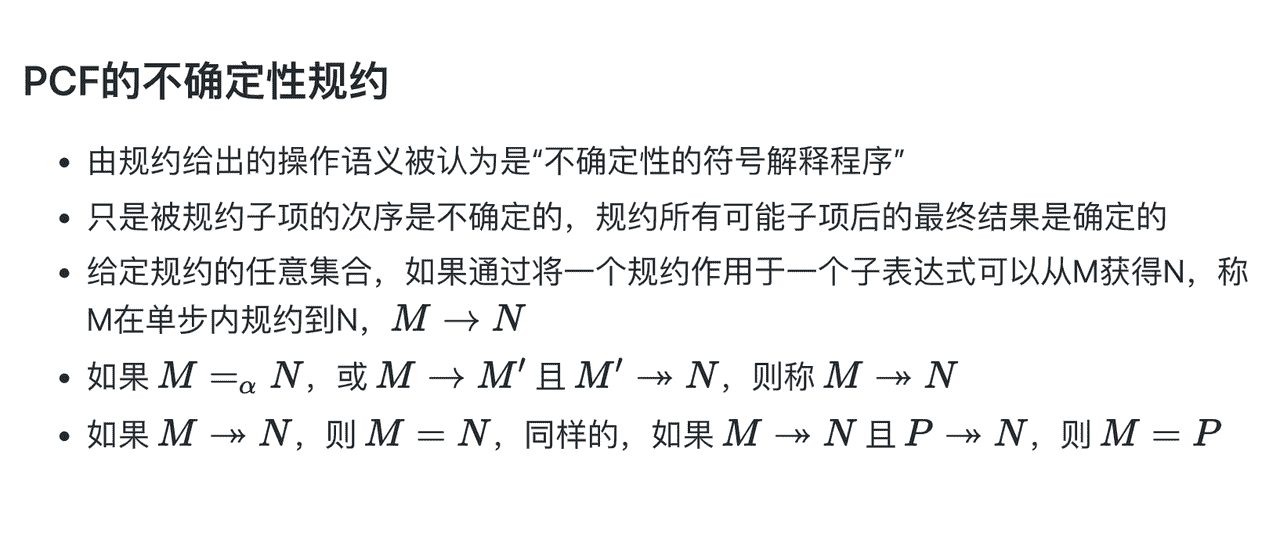 PCF的不确定性规约
• 由规约给出的操作语义被认为是“不确定性的符号解释程序”
• 只是被规约子项的次序是不确定的，规约所有可能子项后的最终结果是确定的
• 给定规约的任意集合，如果通过将一个规约作用于一个子表达式可以从M获得N，称
M在单步内规约到N，M → N
• 如果 M =α N，或 M → M′ 且 M′ ↠ N，则称 M ↠ N
• 如果 M ↠ N，则 M = N，同样的，如果 M ↠ N 且 P ↠ N，则 M = P